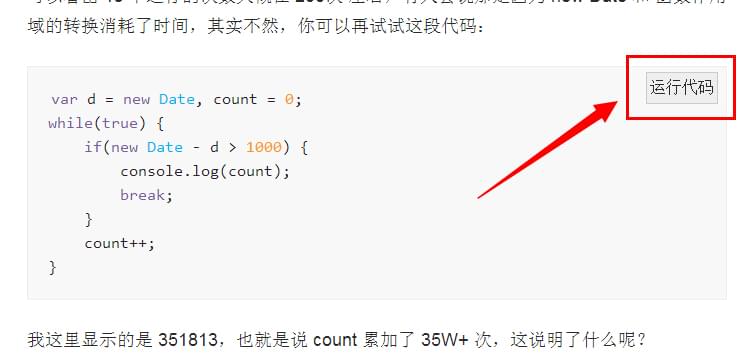 域的转换消耗了时间，其实不然，你可以再试试这段代码：
运行代码
var d = new Date, count = 0;
while(true) {
    if(new Date - d > 1000) {
        console.log(count);
        break;
    }
    count++;
}
我这里显示的是 351813，也就是说 count 累加了 35W+ 次，这说明了什么呢？